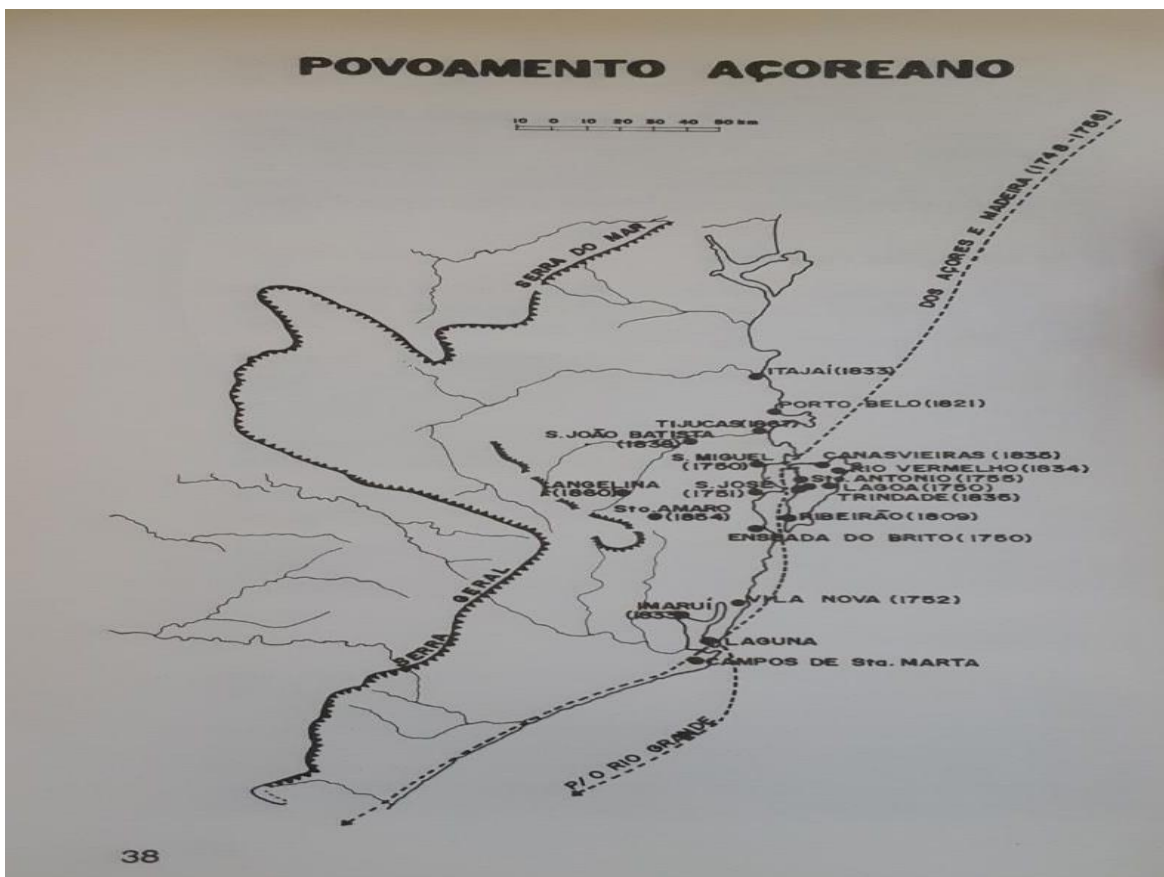 POVOAMENTO AÇOREANO
10 0 10 20 30 40 50 km
DOS AÇORES E MADEIRA (1748-1756)
SERRA DO MAR
ITAJAÍ (1833)
PORTO BELO (1821)
TIJUCAS
S. JOÃO BATISTA
(1838)
S. MIGUEL
(1750)
CANASVIEIRAS (1835)
RIO VERMELHO (1834)
Sto. ANTONIO (1755)
LAGOA (1750)
TRINDADE (1835)
ANGELINA
(1860)
S. JOSÉ
(1751)
Sto. AMARO
(1854)
RIBEIRÃO (1809)
ENSEADA DO BRITO (1750)
SERRA GERAL
IMARUÍ
(1833)
VILA NOVA (1752)
LAGUNA
CAMPOS DE Sta. MARTA
P/ O RIO GRANDE
38